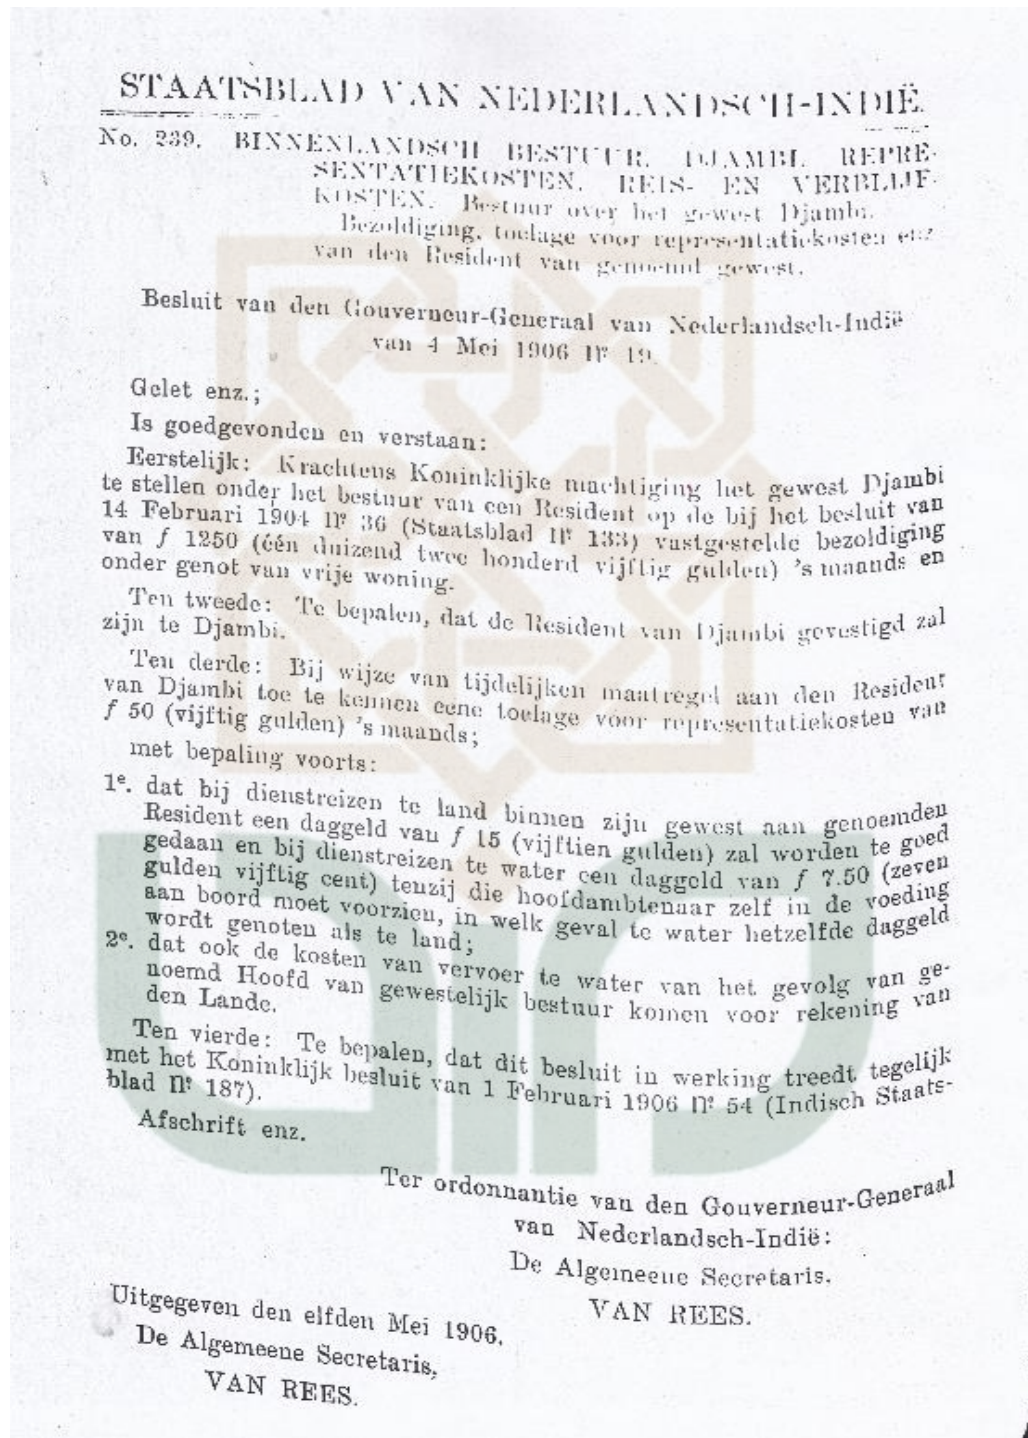 STAATSBLAD VAN NEDERLANDSCH-INDIË.
No. 239. BINNENLANDSCH BESTUUR. DJAMBI. REPRE-
SENTATIEKOSTEN. REIS- EN VERBLIJF-
KOSTEN. Bestuur over het gewest Djambi.
Bezoldiging, toelage voor representatiekosten enz.
van den Resident van genoemd gewest.
Besluit van den Gouverneur-Generaal van Nederlandsch-Indië
van 4 Mei 1906 nº 19.
Gelet enz.;
Is goedgevonden en verstaan:
Eerstelijk: Krachtens Koninklijke machtiging het gewest Djambi
te stellen onder het bestuur van een Resident op de bij het besluit van
14 Februari 1904 nº 36 (Staatsblad nº 133) vastgestelde bezoldiging
van f 1250 (één duizend twee honderd vijftig gulden) 's maands en
onder genot van vrije woning.
Ten tweede: Te bepalen, dat de Resident van Djambi gevestigd zal
zijn te Djambi.
Ten derde: Bij wijze van tijdelijken maatregel aan den Resident
van Djambi toe te kennen eene toelage voor representatiekosten van
f 50 (vijftig gulden) 's maands;
met bepaling voorts:
1e. dat bij dienstreizen te land binnen zijn gewest aan genoemden
Resident een daggeld van f 15 (vijftien gulden) zal worden te goed
gedaan en bij dienstreizen te water een daggeld van f 7.50 (zeven
gulden vijftig cent) tenzij die hoofdambtenaar zelf in de voeding
aan boord moet voorzien, in welk geval te water hetzelfde daggeld
wordt genoten als te land;
2e. dat ook de kosten van vervoer te water van het gevolg van ge-
noemd Hoofd van gewestelijk bestuur komen voor rekening van
den Lande.
Ten vierde: Te bepalen, dat dit besluit in werking treedt tegelijk
met het Koninklijk besluit van 1 Februari 1906 nº 54 (Indisch Staats-
blad nº 187).
Afschrift enz.
Ter ordonnantie van den Gouverneur-Generaal
van Nederlandsch-Indië:
De Algemeene Secretaris,
VAN REES.
Uitgegeven den elfden Mei 1906.
De Algemeene Secretaris,
VAN REES.